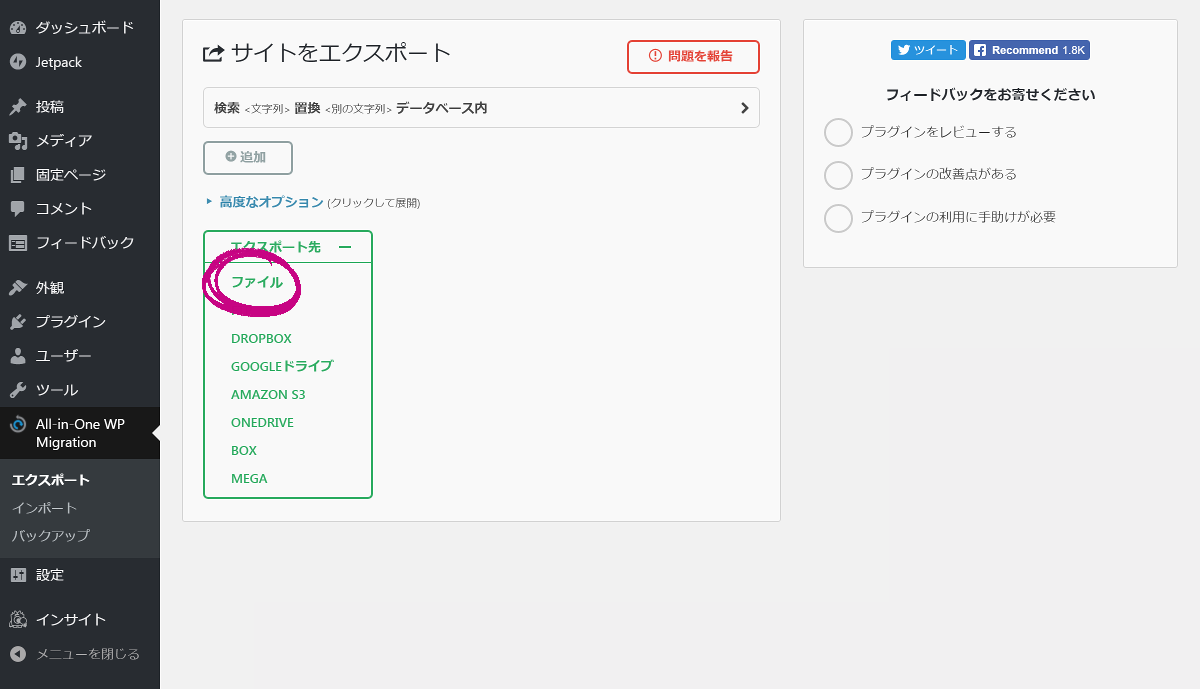 ダッシュボード
Jetpack
投稿
メディア
固定ページ
コメント
フィードバック
外観
プラグイン
ユーザー
ツール
All-in-One WP
Migration
エクスポート
インポート
バックアップ
設定
インサイト
メニューを閉じる
サイトをエクスポート
問題を報告
検索 <文字列> 置換 <別の文字列> データベース内
追加
高度なオプション (クリックして展開)
エクスポート先
ファイル
DROPBOX
GOOGLEドライブ
AMAZON S3
ONEDRIVE
BOX
MEGA
ツイート Recommend 1.8K
フィードバックをお寄せください
プラグインをレビューする
プラグインの改善点がある
プラグインの利用に手助けが必要